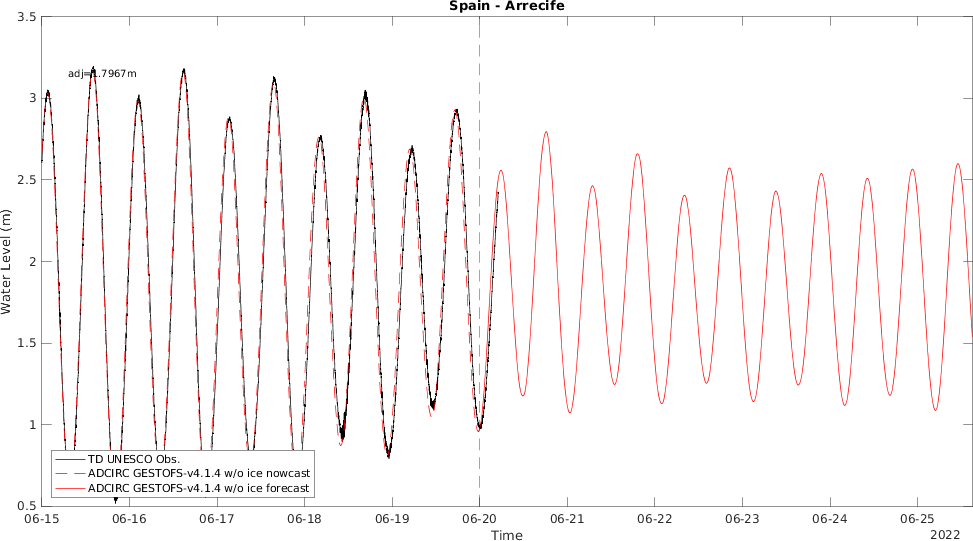 Spain - Arrecife
3.5
3
2.5
2
1.5
1
0.5
Water Level (m)
adj=1.7967m
TD UNESCO Obs.
ADCIRC GESTOFS-v4.1.4 w/o ice nowcast
ADCIRC GESTOFS-v4.1.4 w/o ice forecast
06-15 06-16 06-17 06-18 06-19 06-20 06-21 06-22 06-23 06-24 06-25
Time
2022